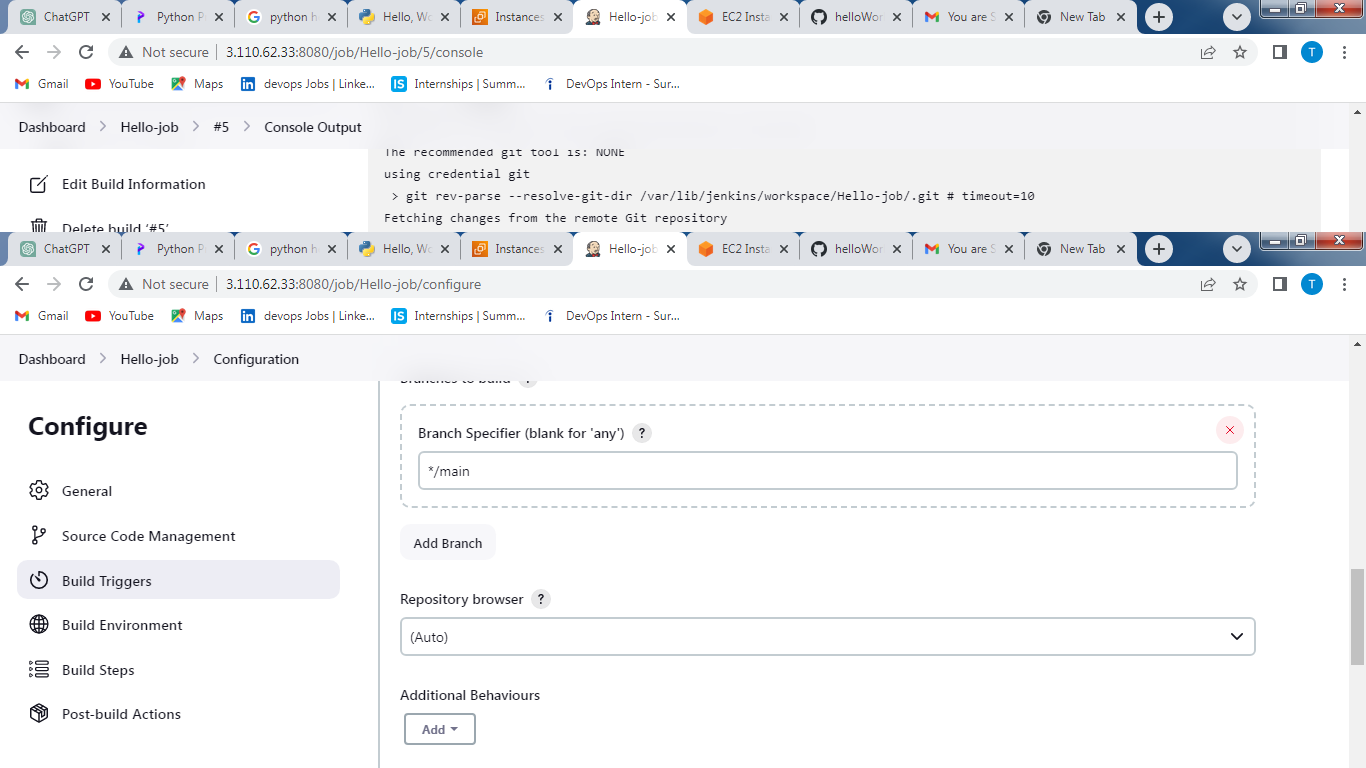 ChatGPT Python P python h Hello, Wo Instances Hello-job EC2 Insta helloWor You are S New Tab
Not secure 3.110.62.33:8080/job/Hello-job/5/console T
Gmail YouTube Maps devops Jobs | Linke... Internships | Summ... DevOps Intern - Sur...
Dashboard Hello-job #5 Console Output
The recommended git tool is: NONE
using credential git
> git rev-parse --resolve-git-dir /var/lib/jenkins/workspace/Hello-job/.git # timeout=10
Fetching changes from the remote Git repository
Edit Build Information
Delete build '#5'
ChatGPT Python P python h Hello, Wo Instances Hello-job EC2 Insta helloWor You are S New Tab
Not secure 3.110.62.33:8080/job/Hello-job/configure T
Gmail YouTube Maps devops Jobs | Linke... Internships | Summ... DevOps Intern - Sur...
Dashboard Hello-job Configuration
Configure
General
Source Code Management
Build Triggers
Build Environment
Build Steps
Post-build Actions
Branches to build ?
Branch Specifier (blank for 'any') ?
*/main
Add Branch
Repository browser ?
(Auto)
Additional Behaviours
Add